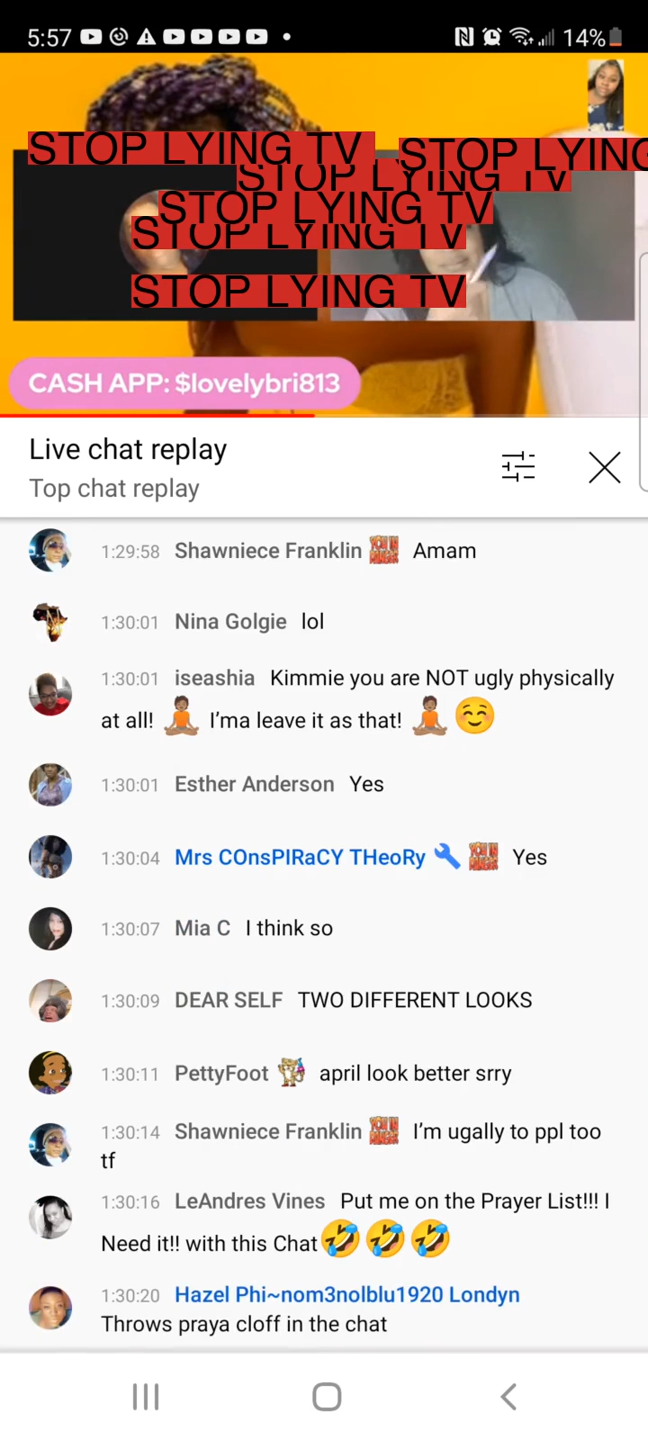 5:57
14%
STOP LYING TV
STOP LYING
STOP LYING TV
STOP LYING TV
STOP LYING TV
STOP LYING TV
CASH APP: $lovelybri813
Live chat replay
Top chat replay
1:29:58 Shawniece Franklin Amam
1:30:01 Nina Golgie lol
1:30:01 iseashia Kimmie you are NOT ugly physically
at all! 🧘🏽 I'ma leave it as that! 🧘🏽 ☺️
1:30:01 Esther Anderson Yes
1:30:04 Mrs COnsPIRaCY THeoRy 🔧 Yes
1:30:07 Mia C I think so
1:30:09 DEAR SELF TWO DIFFERENT LOOKS
1:30:11 PettyFoot april look better srry
1:30:14 Shawniece Franklin I'm ugally to ppl too
tf
1:30:16 LeAndres Vines Put me on the Prayer List!!! I
Need it!! with this Chat🤣🤣🤣
1:30:20 Hazel Phi~nom3nolblu1920 Londyn
Throws praya cloff in the chat